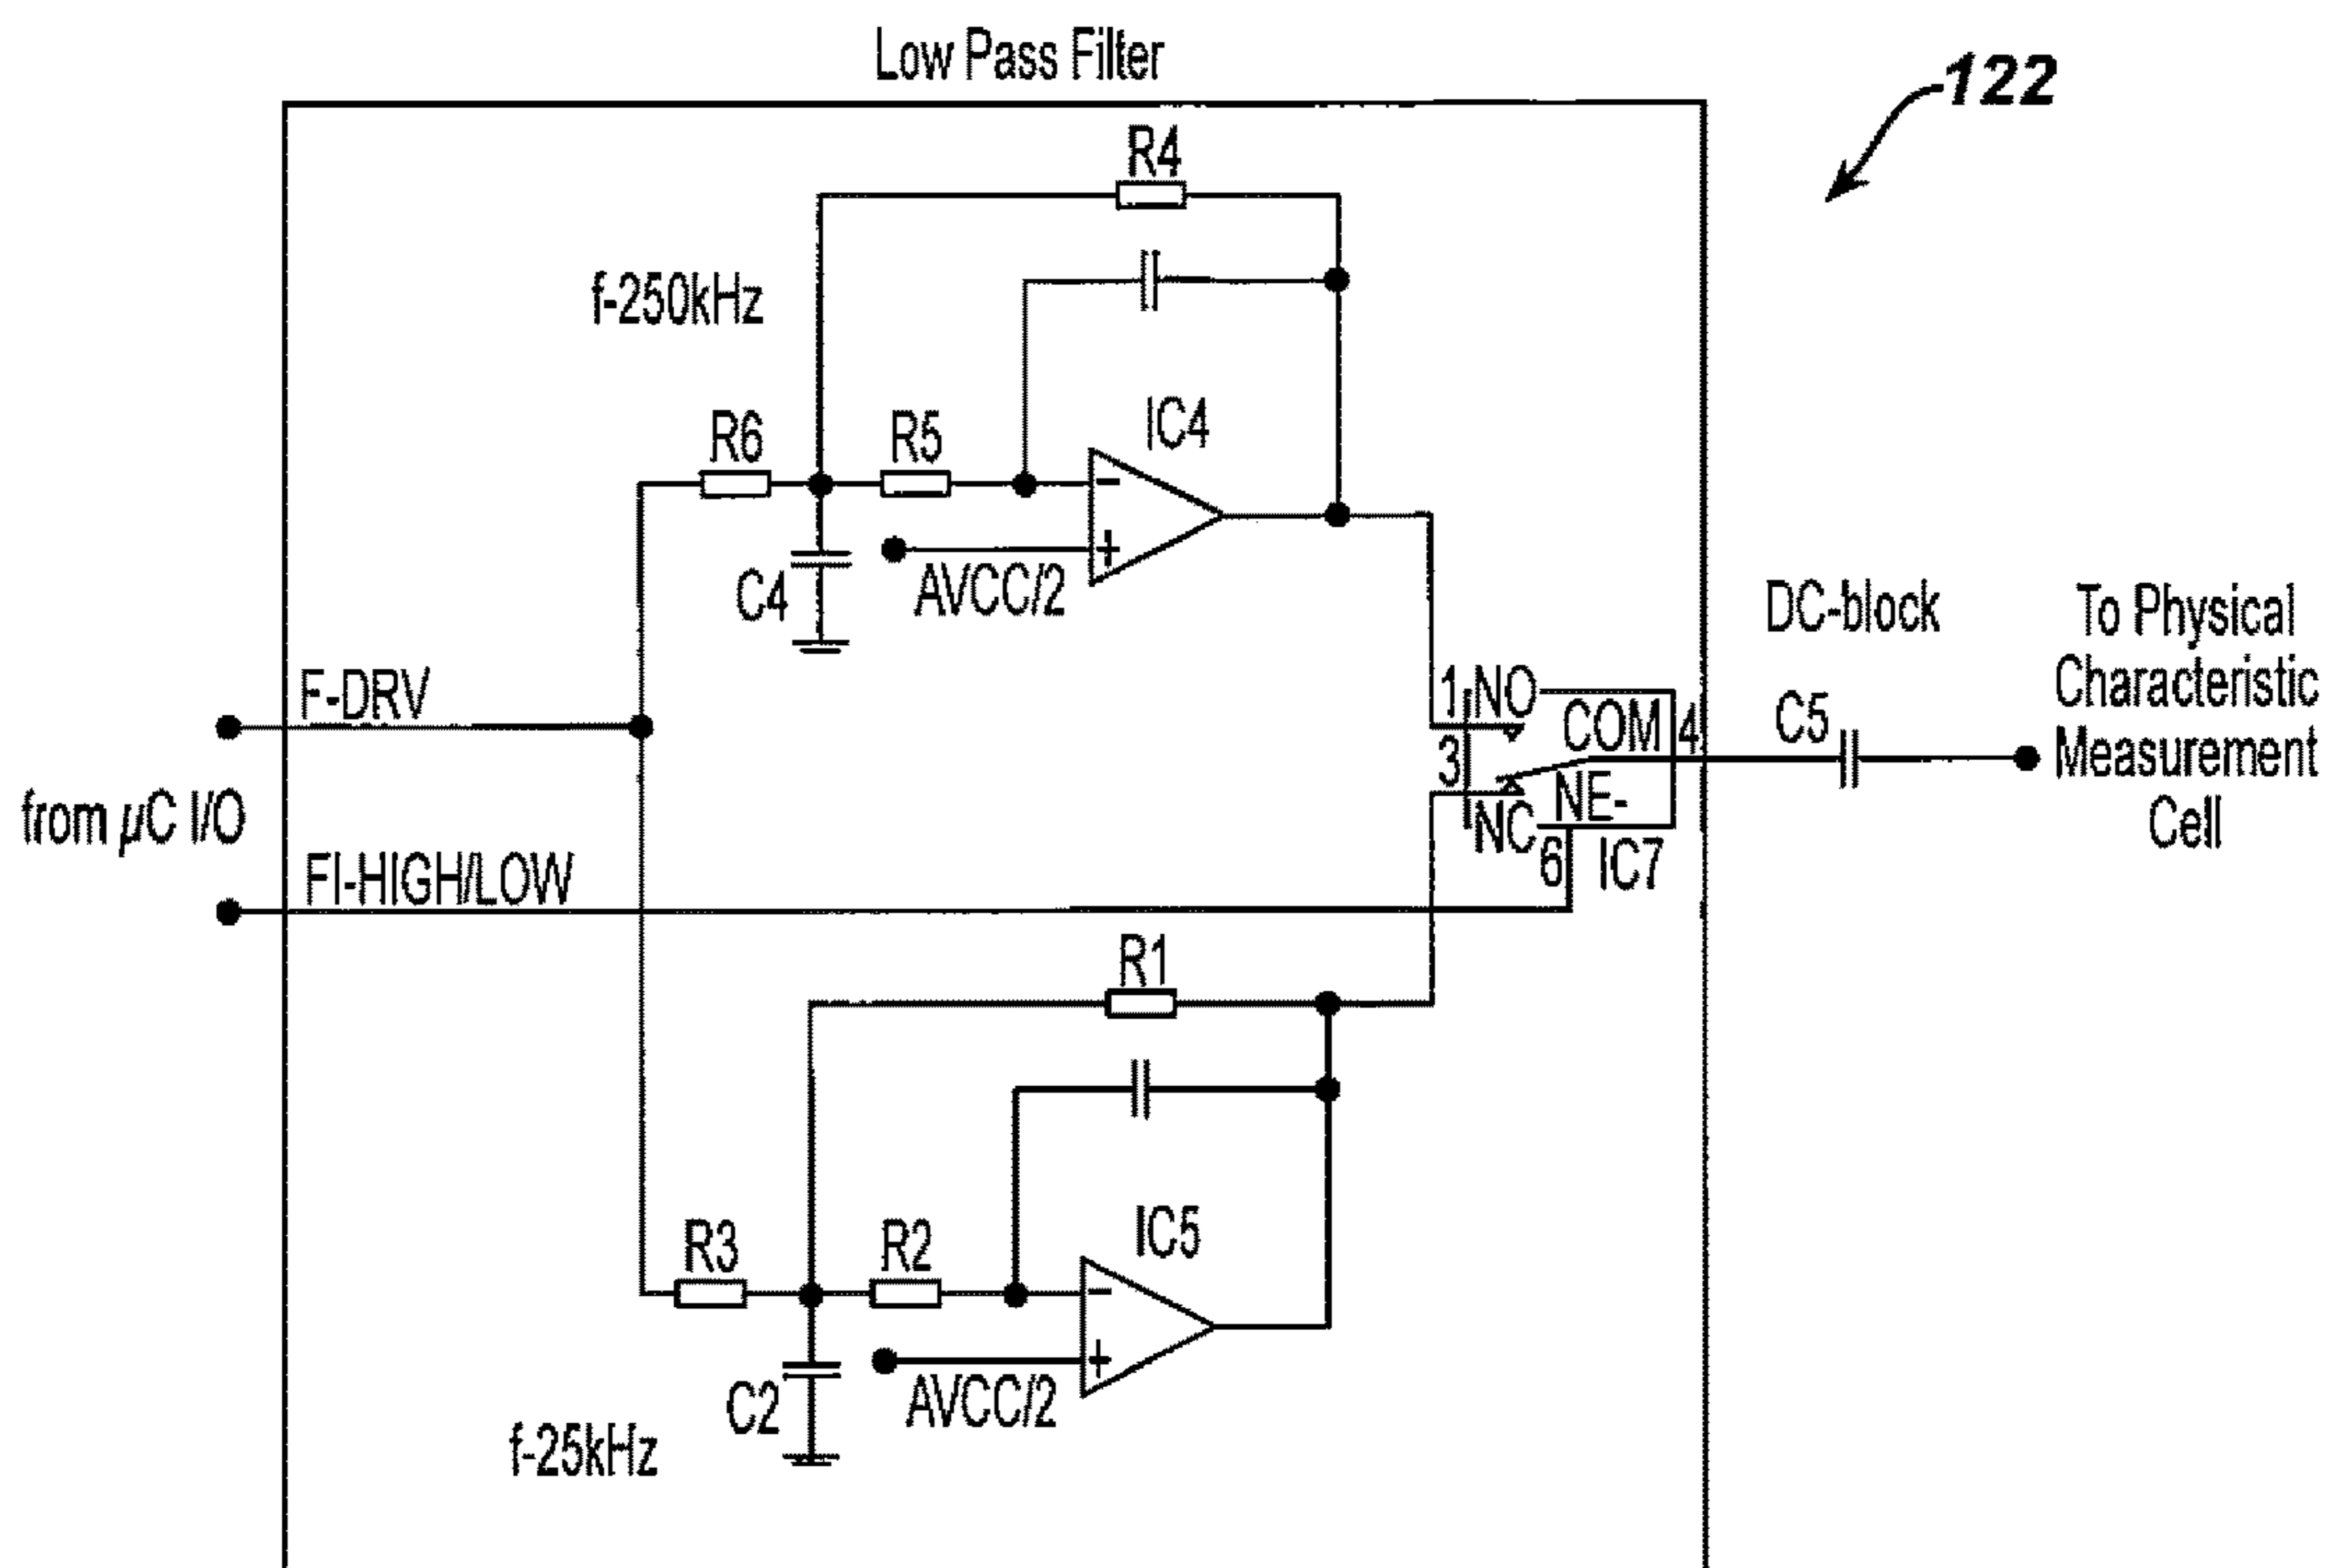 Low Pass Filter
122
R4
f-250kHz
R6
R5
IC4
-
+
C4
AVCC/2
DC-block
To Physical
Characteristic
Measurement
Cell
F-DRV
1
NO
COM
4
C5
3
from µC I/O
NC
NE-
6
IC7
FI-HIGH/LOW
R1
R3
R2
IC5
-
+
C2
AVCC/2
f-25kHz